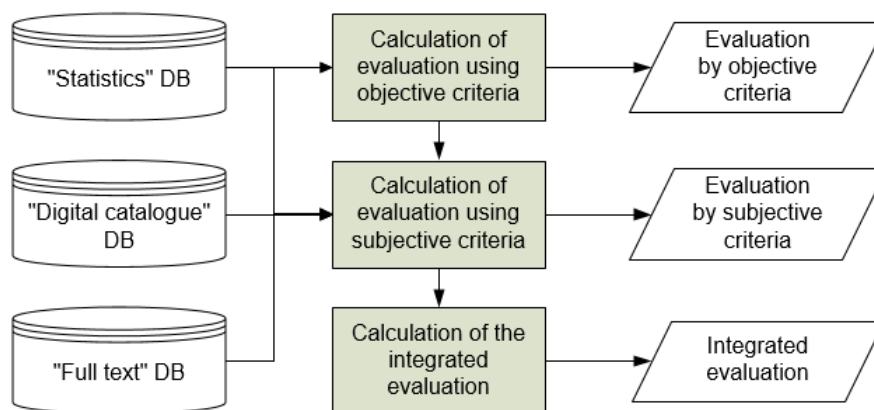 "Statistics" DB
Calculation of
evaluation using
objective criteria
Evaluation
by objective
criteria
"Digital catalogue"
DB
Calculation of
evaluation using
subjective criteria
Evaluation
by subjective
criteria
"Full text" DB
Calculation of the
integrated
evaluation
Integrated
evaluation